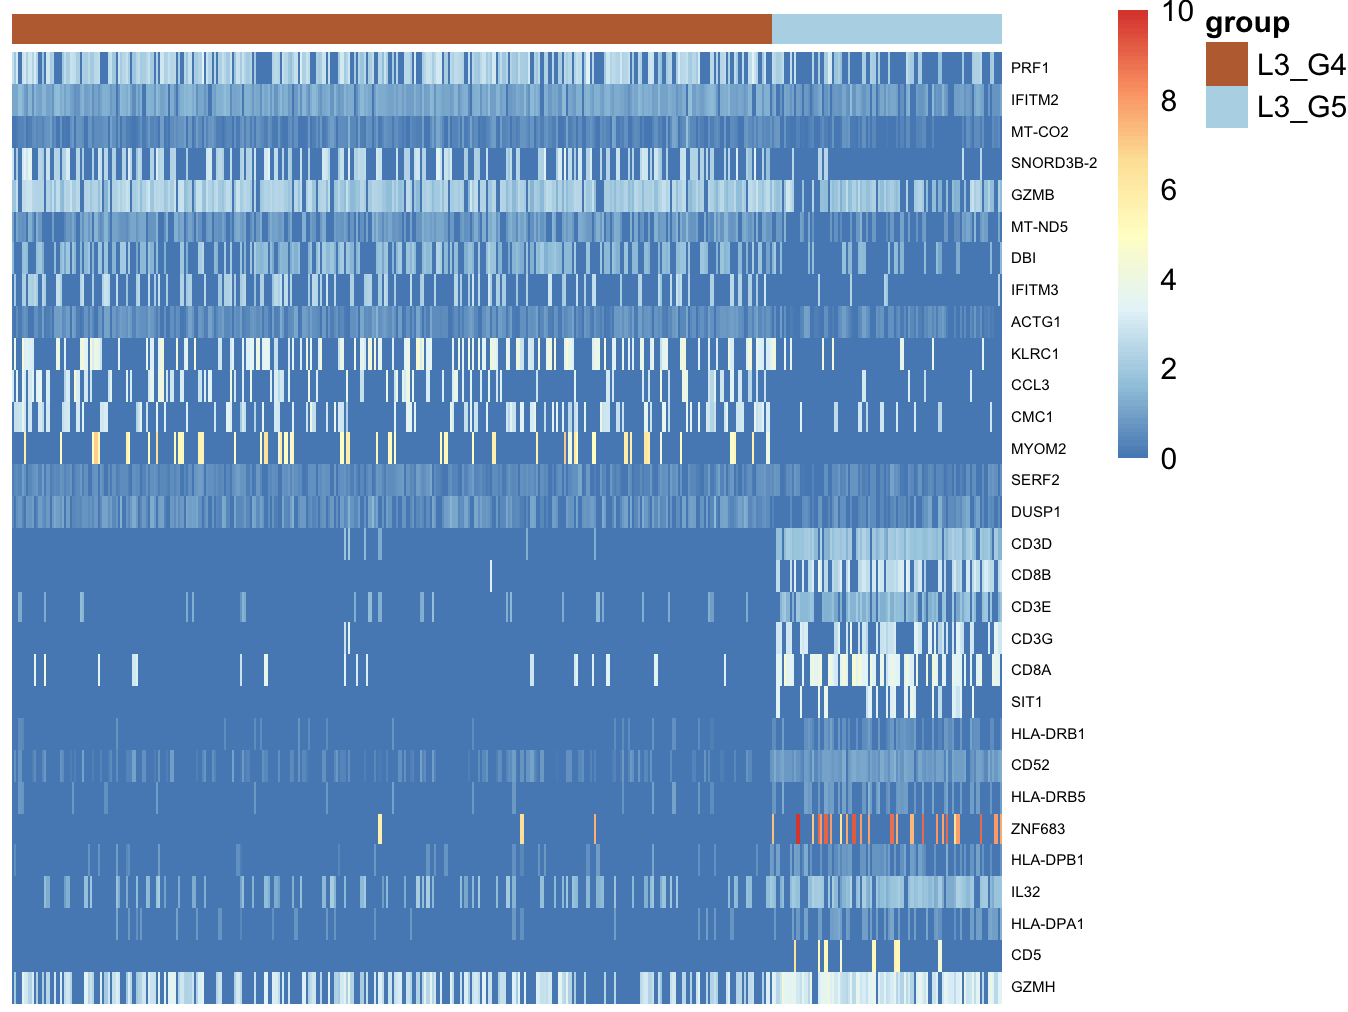 PRF1
IFITM2
MT-CO2
SNORD3B-2
GZMB
MT-ND5
DBI
IFITM3
ACTG1
KLRC1
CCL3
CMC1
MYOM2
SERF2
DUSP1
CD3D
CD8B
CD3E
CD3G
CD8A
SIT1
HLA-DRB1
CD52
HLA-DRB5
ZNF683
HLA-DPB1
IL32
HLA-DPA1
CD5
GZMH
10
8
6
4
2
0
group
L3_G4
L3_G5